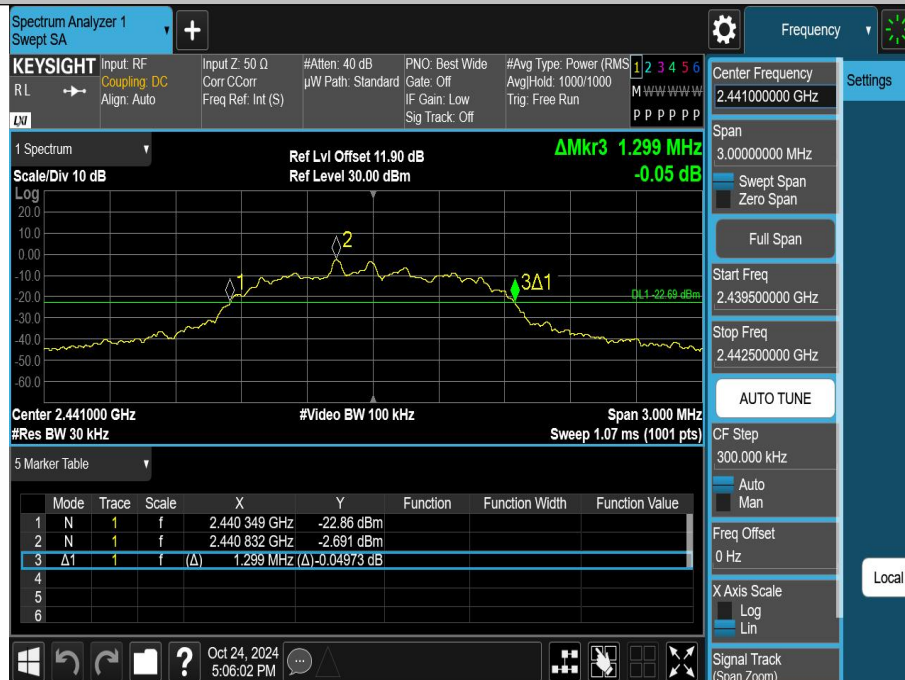 Spectrum Analyzer 1
Swept SA
+
Frequency
KEYSIGHT
RL
LXI
Input: RF
Coupling: DC
Align: Auto
Input Z: 50 Ω
Corr CCorr
Freq Ref: Int (S)
#Atten: 40 dB
µW Path: Standard
PNO: Best Wide
Gate: Off
IF Gain: Low
Sig Track: Off
#Avg Type: Power (RMS
Avg|Hold: 1000/1000
Trig: Free Run
1 2 3 4 5 6
M W W W W W
P P P P P P
1 Spectrum
Scale/Div 10 dB
Ref Lvl Offset 11.90 dB
Ref Level 30.00 dBm
ΔMkr3 1.299 MHz
-0.05 dB
Log
20.0
10.0
0.00
-10.0
-20.0
-30.0
-40.0
-50.0
-60.0
1
2
3Δ1
DL1 -22.69 dBm
Center 2.441000 GHz
#Video BW 100 kHz
Span 3.000 MHz
#Res BW 30 kHz
Sweep 1.07 ms (1001 pts)
5 Marker Table
Mode Trace Scale X Y Function Function Width Function Value
1 N 1 f 2.440 349 GHz -22.86 dBm
2 N 1 f 2.440 832 GHz -2.691 dBm
3 Δ1 1 f (Δ) 1.299 MHz (Δ) -0.04973 dB
4
5
6
?
Oct 24, 2024
5:06:02 PM
Center Frequency
2.441000000 GHz
Span
3.00000000 MHz
Swept Span
Zero Span
Full Span
Start Freq
2.439500000 GHz
Stop Freq
2.442500000 GHz
AUTO TUNE
CF Step
300.000 kHz
Auto
Man
Freq Offset
0 Hz
X Axis Scale
Log
Lin
Signal Track
(Span Zoom)
Settings
Local